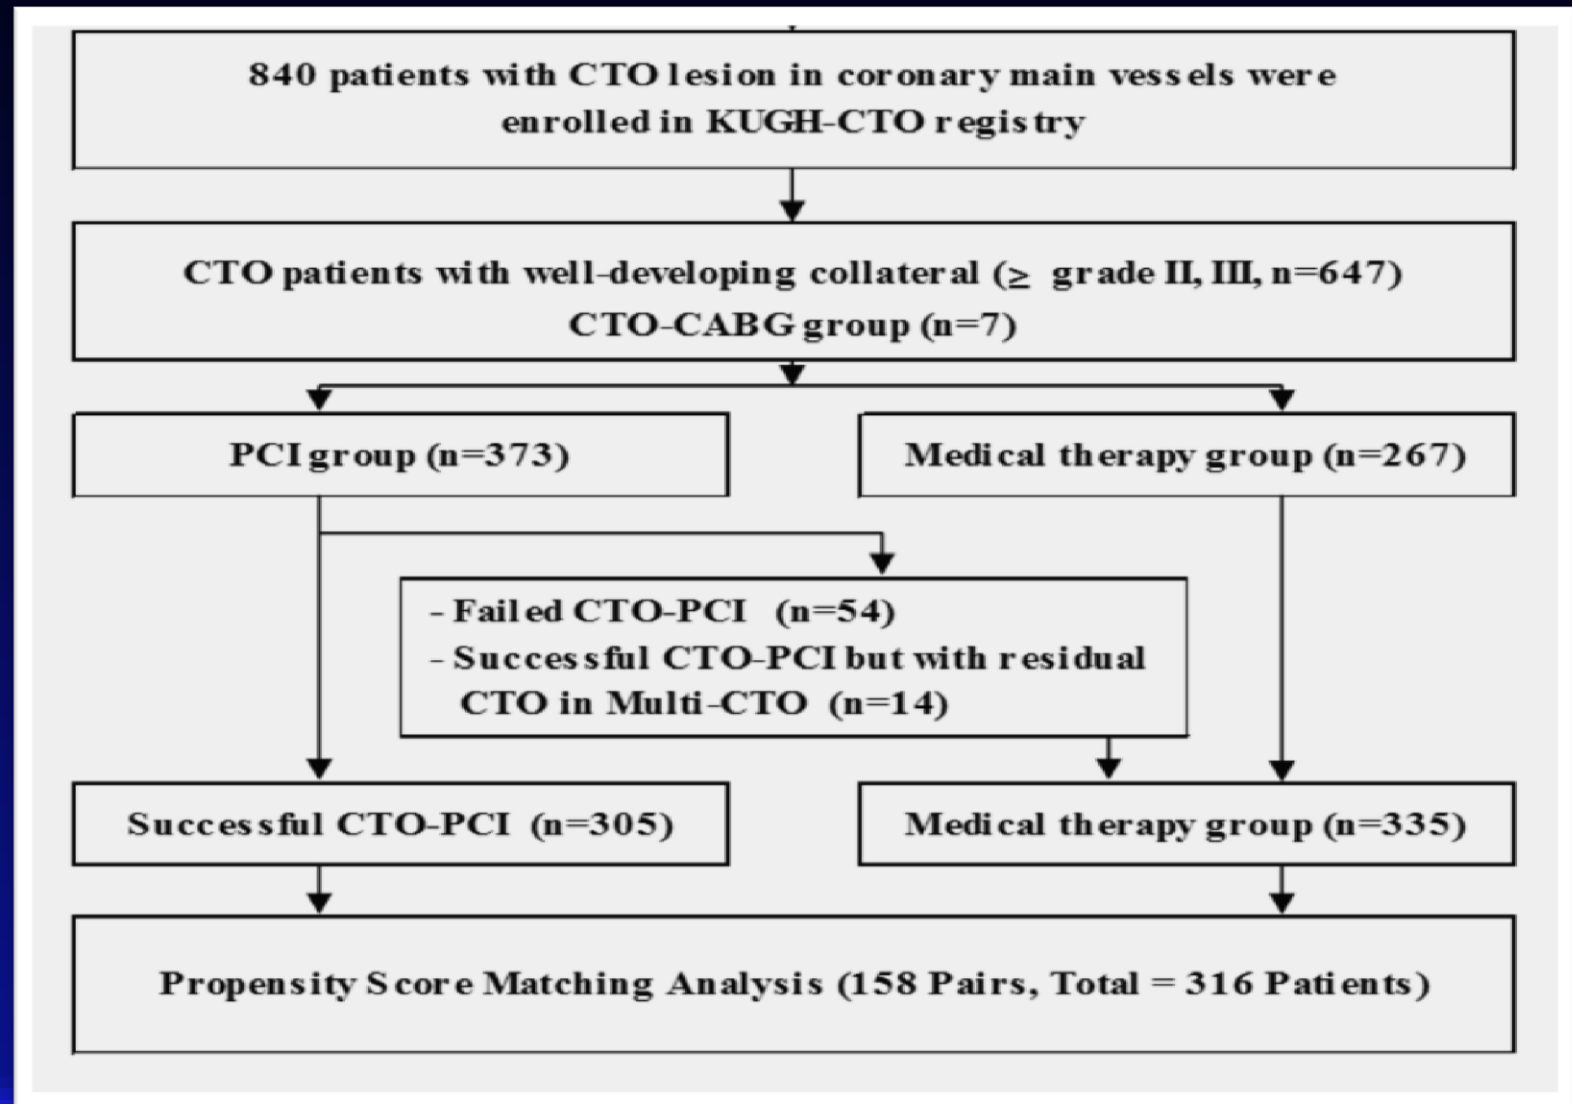 840 patients with CTO lesion in coronary main vessels were
enrolled in KUGH-CTO registry
CTO patients with well-developing collateral (≥ grade II, III, n=647)
CTO-CABG group (n=7)
PCI group (n=373)
Medical therapy group (n=267)
- Failed CTO-PCI (n=54)
- Successful CTO-PCI but with residual
CTO in Multi-CTO (n=14)
Successful CTO-PCI (n=305)
Medical therapy group (n=335)
Propensity Score Matching Analysis (158 Pairs, Total = 316 Patients)